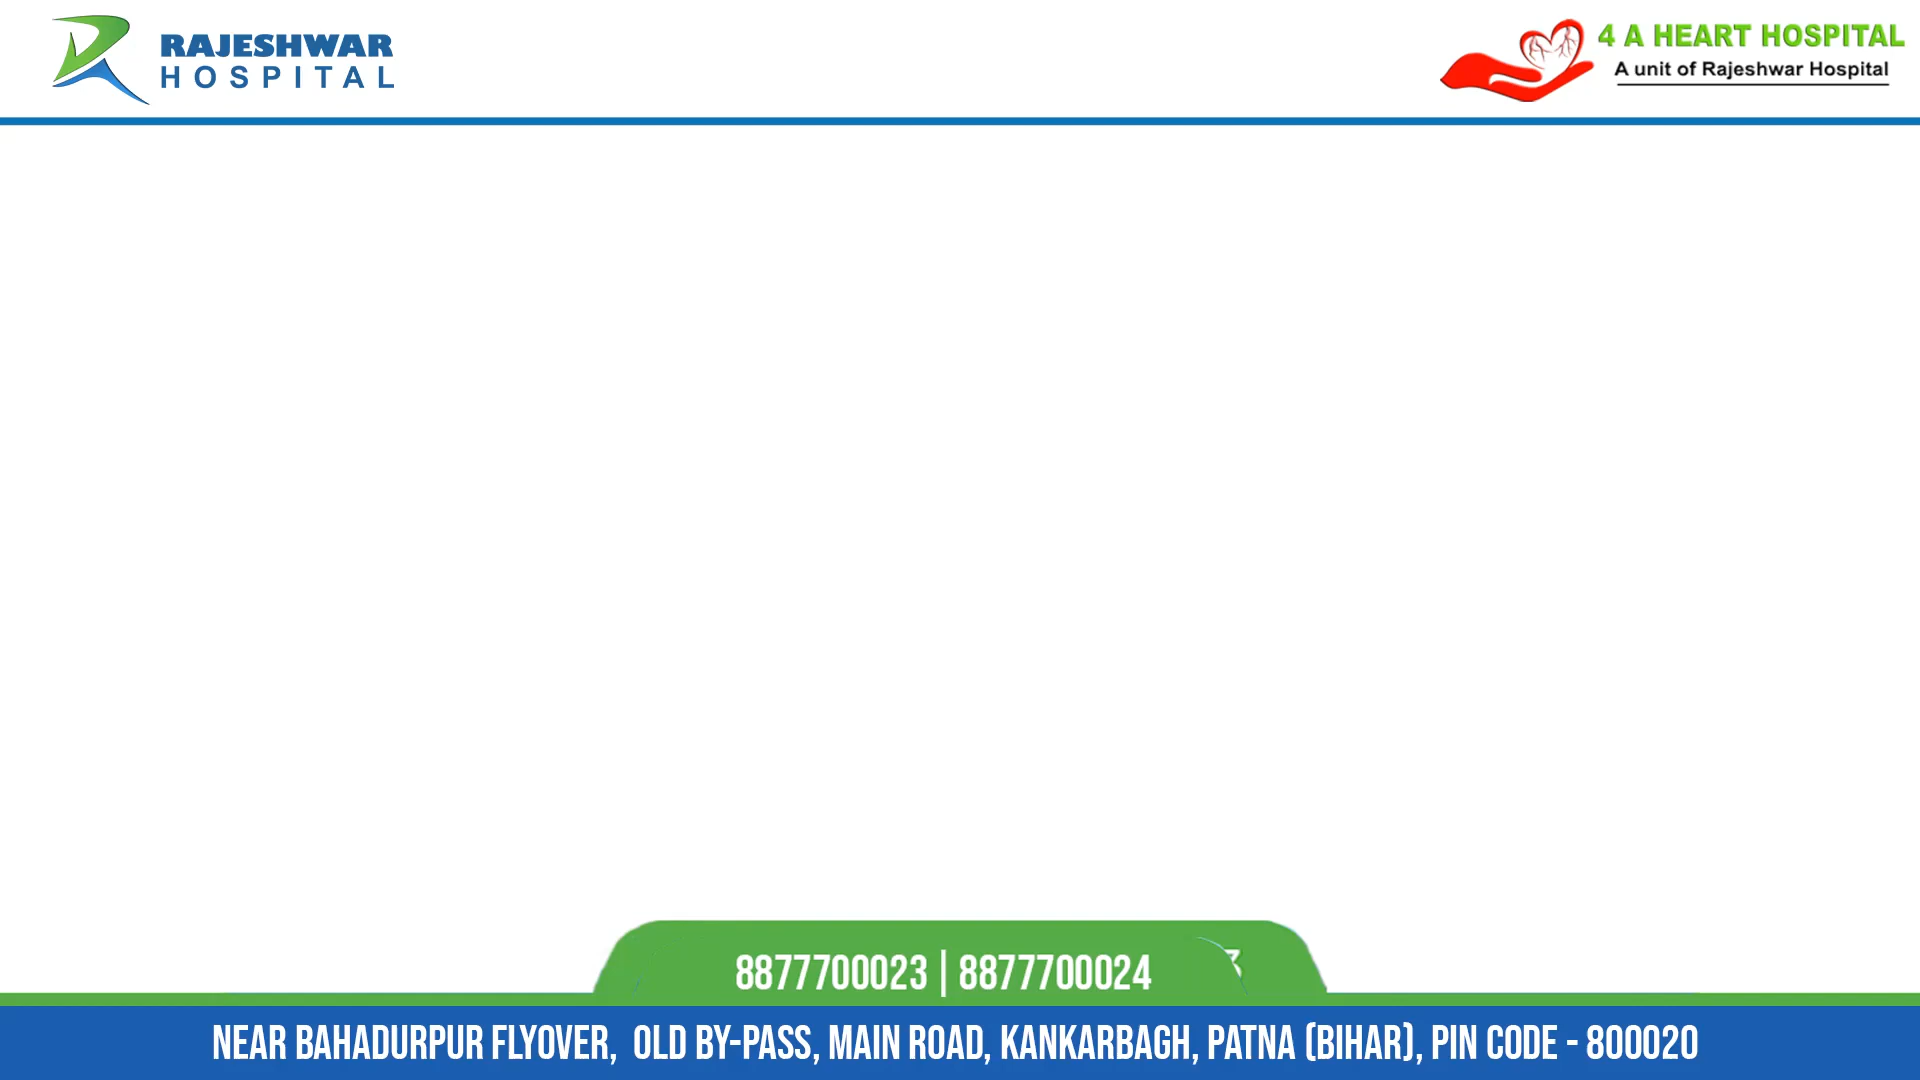 RAJESHWAR
HOSPITAL
4 A HEART HOSPITAL
A unit of Rajeshwar Hospital
8877700023 | 8877700024
NEAR BAHADURPUR FLYOVER, OLD BY-PASS, MAIN ROAD, KANKARBAGH, PATNA (BIHAR), PIN CODE - 800020